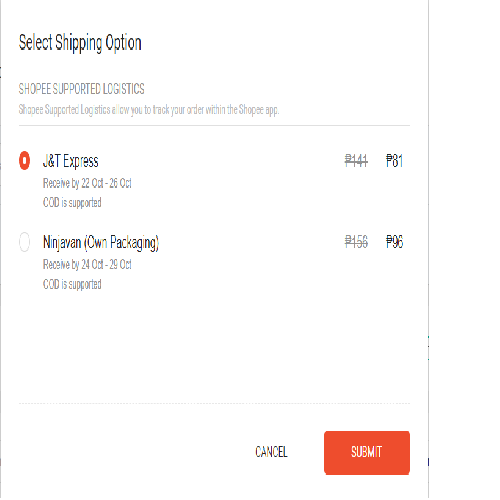 Select Shipping Option
SHOPEE SUPPORTED LOGISTICS
Shopee Supported Logistics allow you to track your order within the Shopee app.
J&T Express ₱141 ₱81
Receive by 22 Oct - 26 Oct
COD is supported
Ninjavan (Own Packaging) ₱156 ₱96
Receive by 24 Oct - 29 Oct
COD is supported
CANCEL SUBMIT